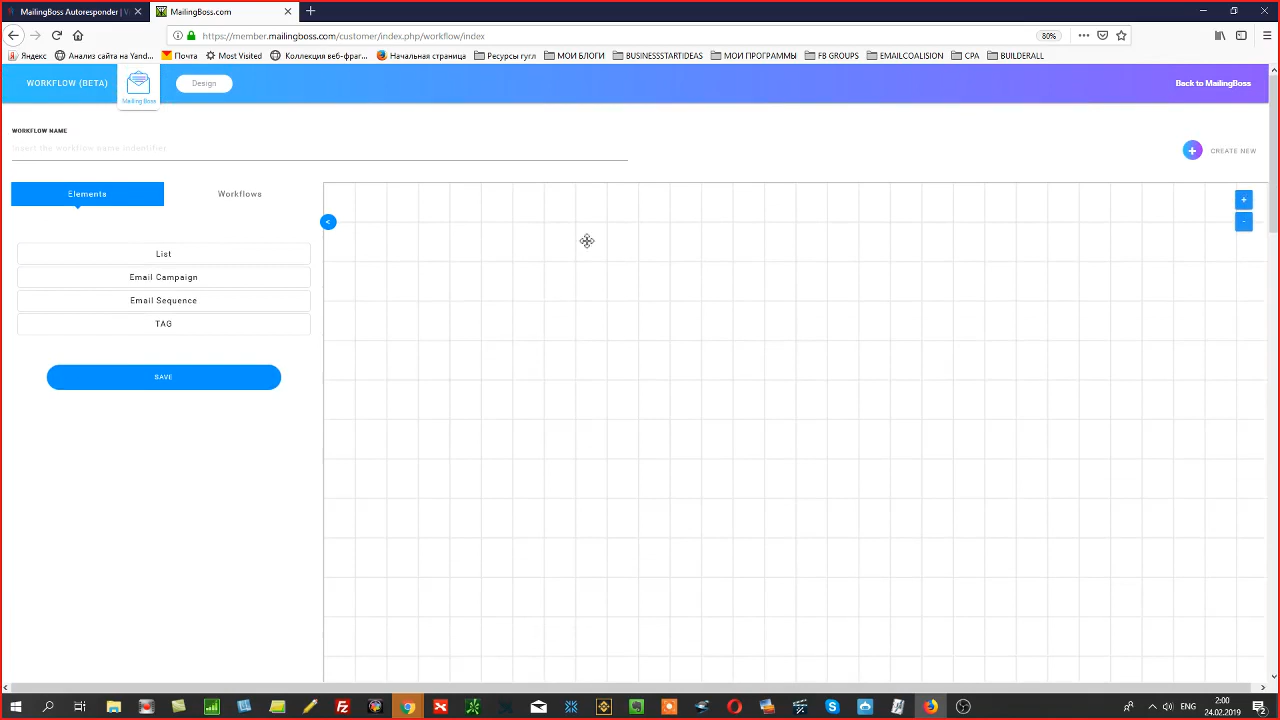 MailingBoss Autoresponder | V
MailingBoss.com
https://member.mailingboss.com/customer/index.php/workflow/index
80%
Яндекс
Анализ сайта на Yand...
Почта
Most Visited
Коллекция веб-фраг...
Начальная страница
Ресурсы гугл
МОИ БЛОГИ
BUSINESSSTARTIDEAS
МОИ ПРОГРАММЫ
FB GROUPS
EMAILCOALISION
CPA
BUILDERALL
WORKFLOW (BETA)
Mailing Boss
Design
Back to MailingBoss
WORKFLOW NAME
Insert the workflow name indentifier
+ CREATE NEW
Elements
Workflows
+
<
-
List
Email Campaign
Email Sequence
TAG
SAVE
ENG
2:00
24.02.2019
2